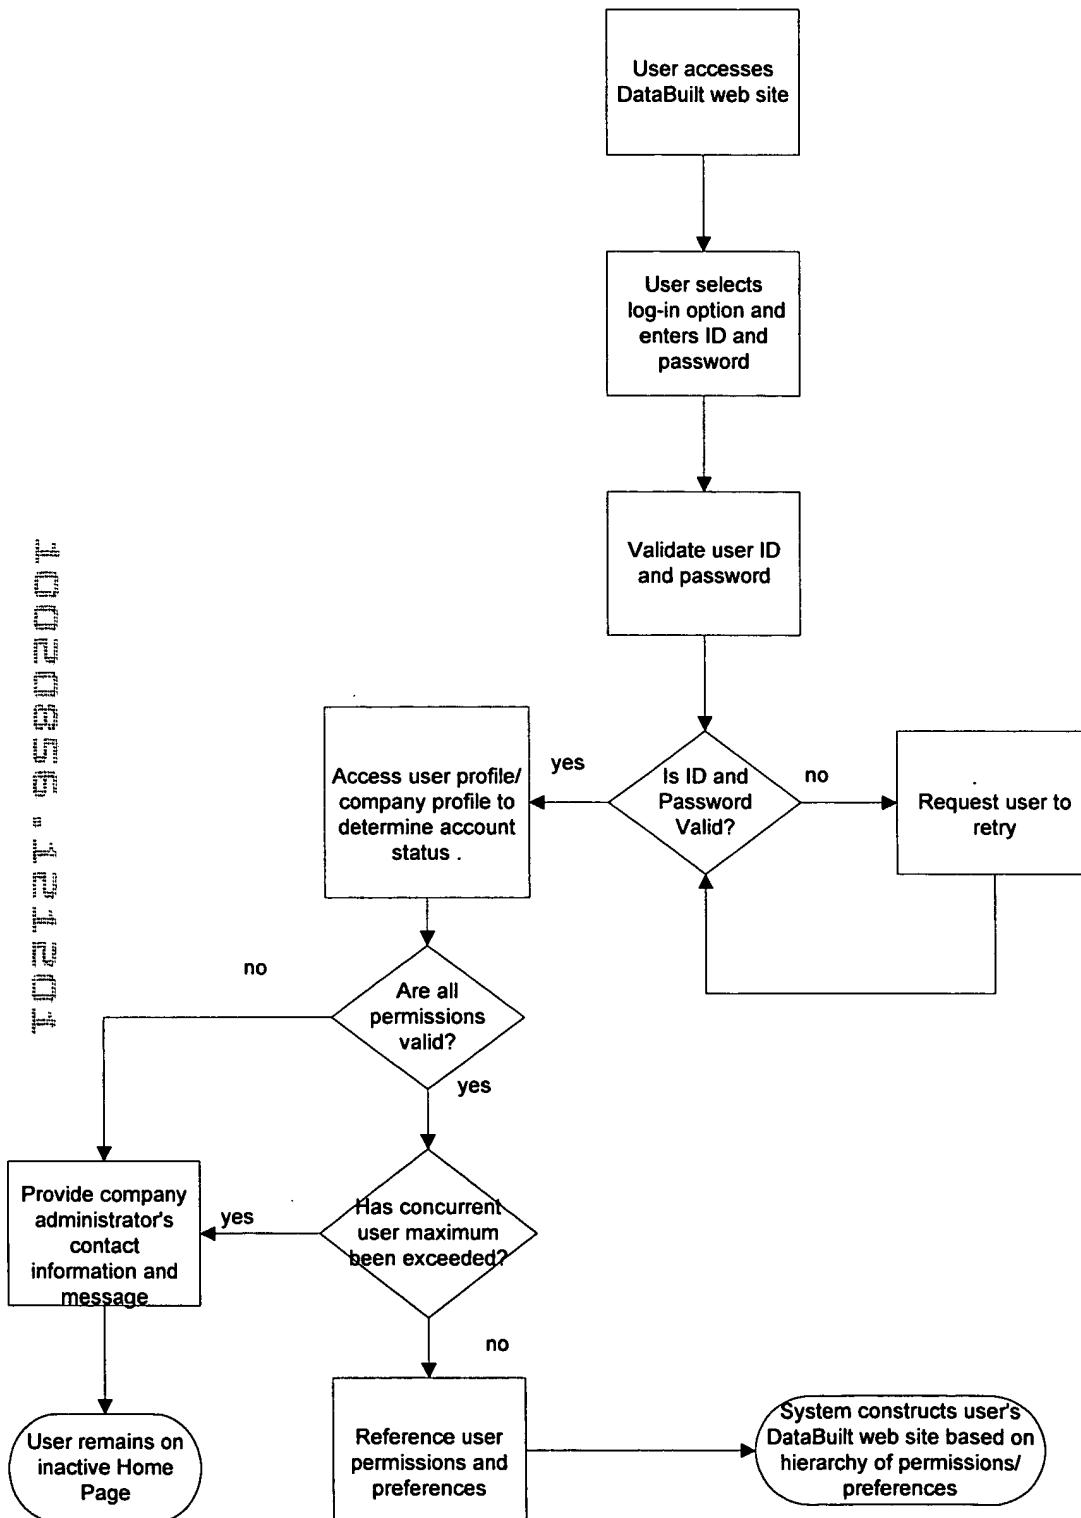 User accesses
DataBuilt web site
User selects
log-in option and
enters ID and
password
Validate user ID
and password
Is ID and
Password
Valid?
yes
no
Request user to
retry
Access user profile/
company profile to
determine account
status .
Are all
permissions
valid?
no
yes
Has concurrent
user maximum
been exceeded?
yes
no
Provide company
administrator's
contact
information and
message
User remains on
inactive Home
Page
Reference user
permissions and
preferences
System constructs user's
DataBuilt web site based on
hierarchy of permissions/
preferences
10020856.121201